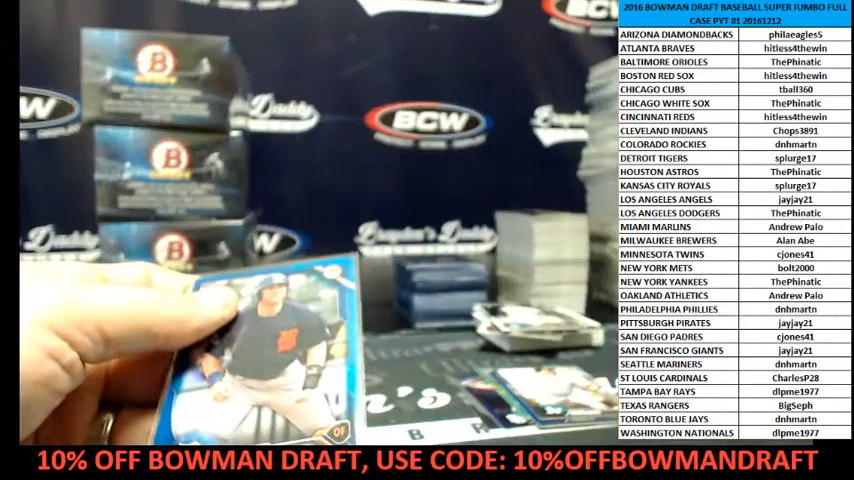 2016 BOWMAN DRAFT BASEBALL SUPER JUMBO FULL
CASE PYT #1 20161212
ARIZONA DIAMONDBACKS philaeagles5
ATLANTA BRAVES hitless4thewin
BALTIMORE ORIOLES ThePhinatic
BOSTON RED SOX hitless4thewin
CHICAGO CUBS tball360
CHICAGO WHITE SOX ThePhinatic
CINCINNATI REDS hitless4thewin
CLEVELAND INDIANS Chops3891
COLORADO ROCKIES dnhmartn
DETROIT TIGERS splurge17
HOUSTON ASTROS ThePhinatic
KANSAS CITY ROYALS splurge17
LOS ANGELES ANGELS jayjay21
LOS ANGELES DODGERS ThePhinatic
MIAMI MARLINS Andrew Palo
MILWAUKEE BREWERS Alan Abe
MINNESOTA TWINS cjones41
NEW YORK METS bolt2000
NEW YORK YANKEES ThePhinatic
OAKLAND ATHLETICS Andrew Palo
PHILADELPHIA PHILLIES dnhmartn
PITTSBURGH PIRATES jayjay21
SAN DIEGO PADRES cjones41
SAN FRANCISCO GIANTS jayjay21
SEATTLE MARINERS dnhmartn
ST LOUIS CARDINALS CharlesP28
TAMPA BAY RAYS dlpme1977
TEXAS RANGERS BigSeph
TORONTO BLUE JAYS dnhmartn
WASHINGTON NATIONALS dlpme1977
B
Daddy
BCW
B
B
Daddy
Brayden's Daddy
OF
B R
10% OFF BOWMAN DRAFT, USE CODE: 10%OFFBOWMANDRAFT